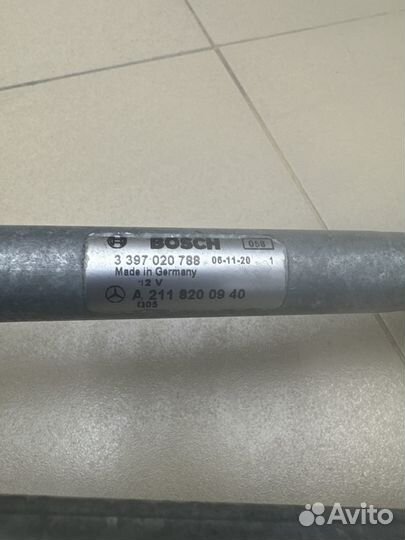 BOSCH 058
3 397 020 788 06-11-20 1
Made in Germany
12 V
A 211 820 09 40
Q05
Avito